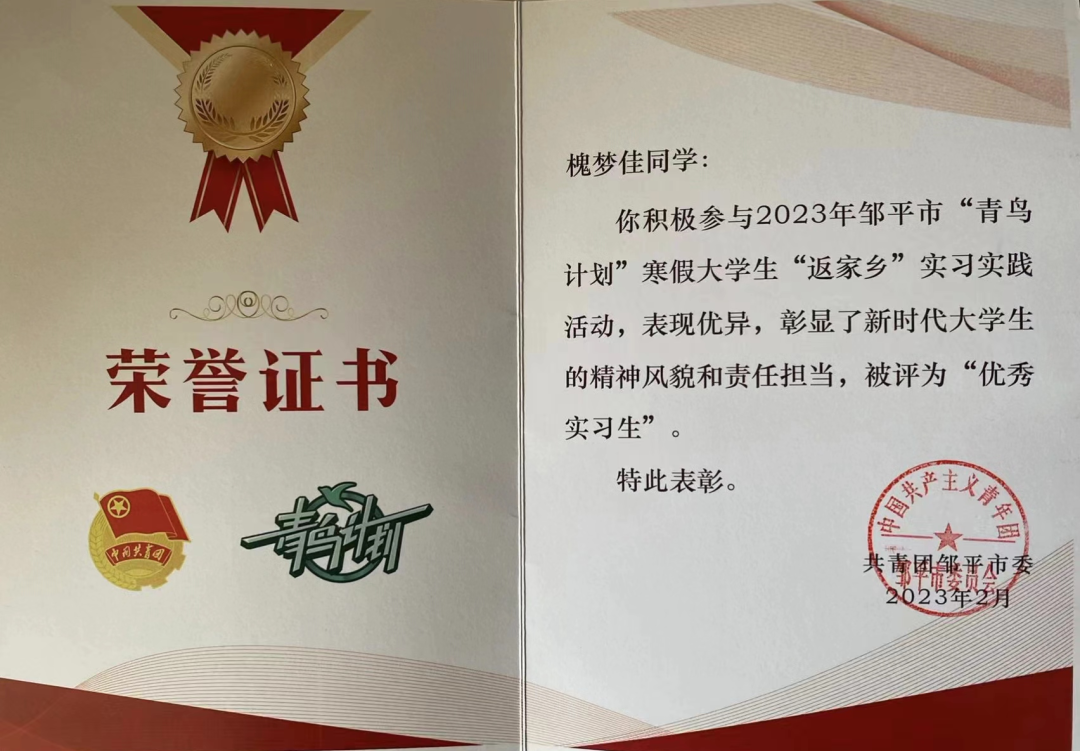 荣誉证书
中国共青团
青鸟计划
槐梦佳同学：
你积极参与2023年邹平市“青鸟
计划”寒假大学生“返家乡”实习实践
活动，表现优异，彰显了新时代大学生
的精神风貌和责任担当，被评为“优秀
实习生”。
特此表彰。
中国共产主义青年团
共青团邹平市委
邹平市委员会
2023年2月